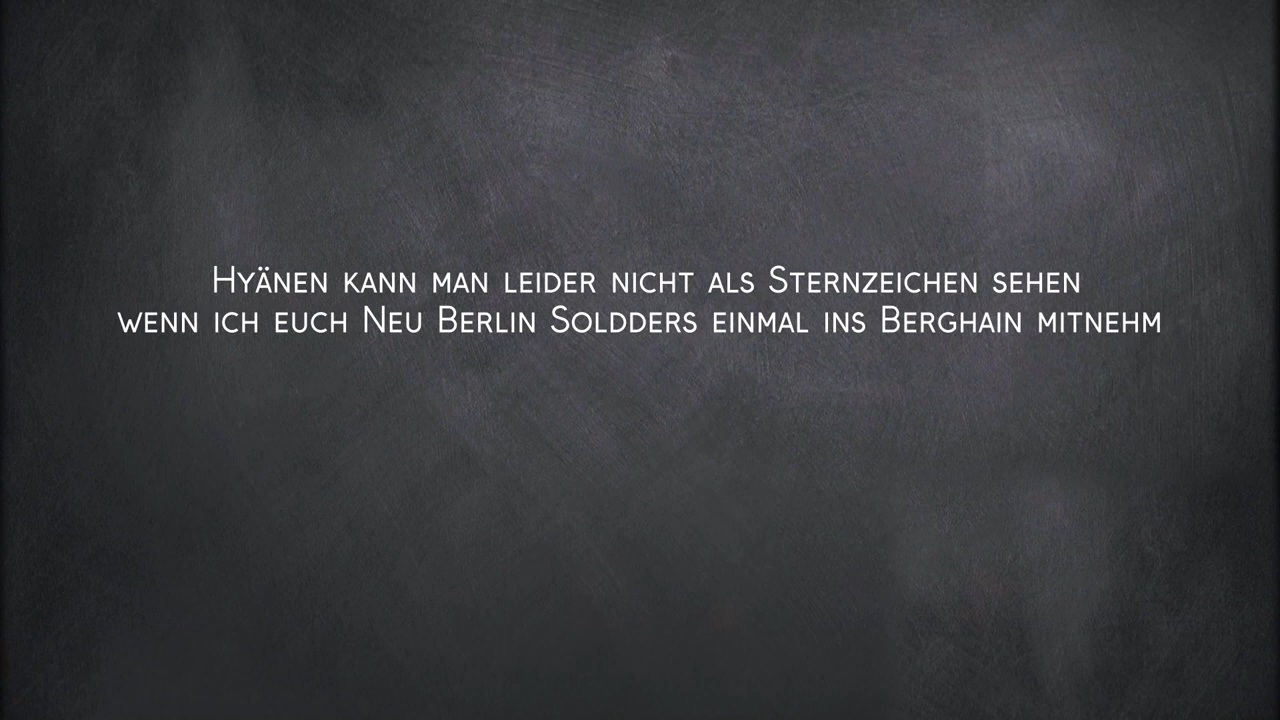 Hyänen kann man leider nicht als Sternzeichen sehen
wenn ich euch Neu Berlin Soldders einmal ins Berghain mitnehm